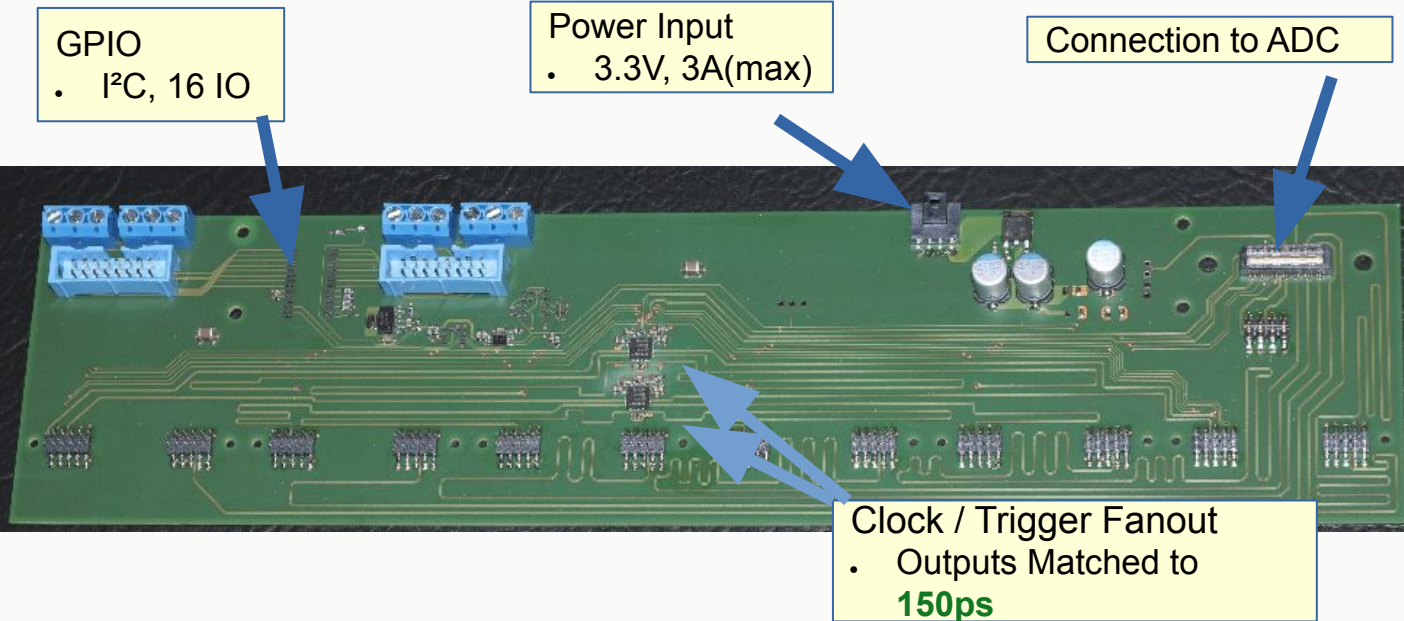 GPIO
• I²C, 16 IO
Power Input
• 3.3V, 3A(max)
Connection to ADC
Clock / Trigger Fanout
• Outputs Matched to
150ps